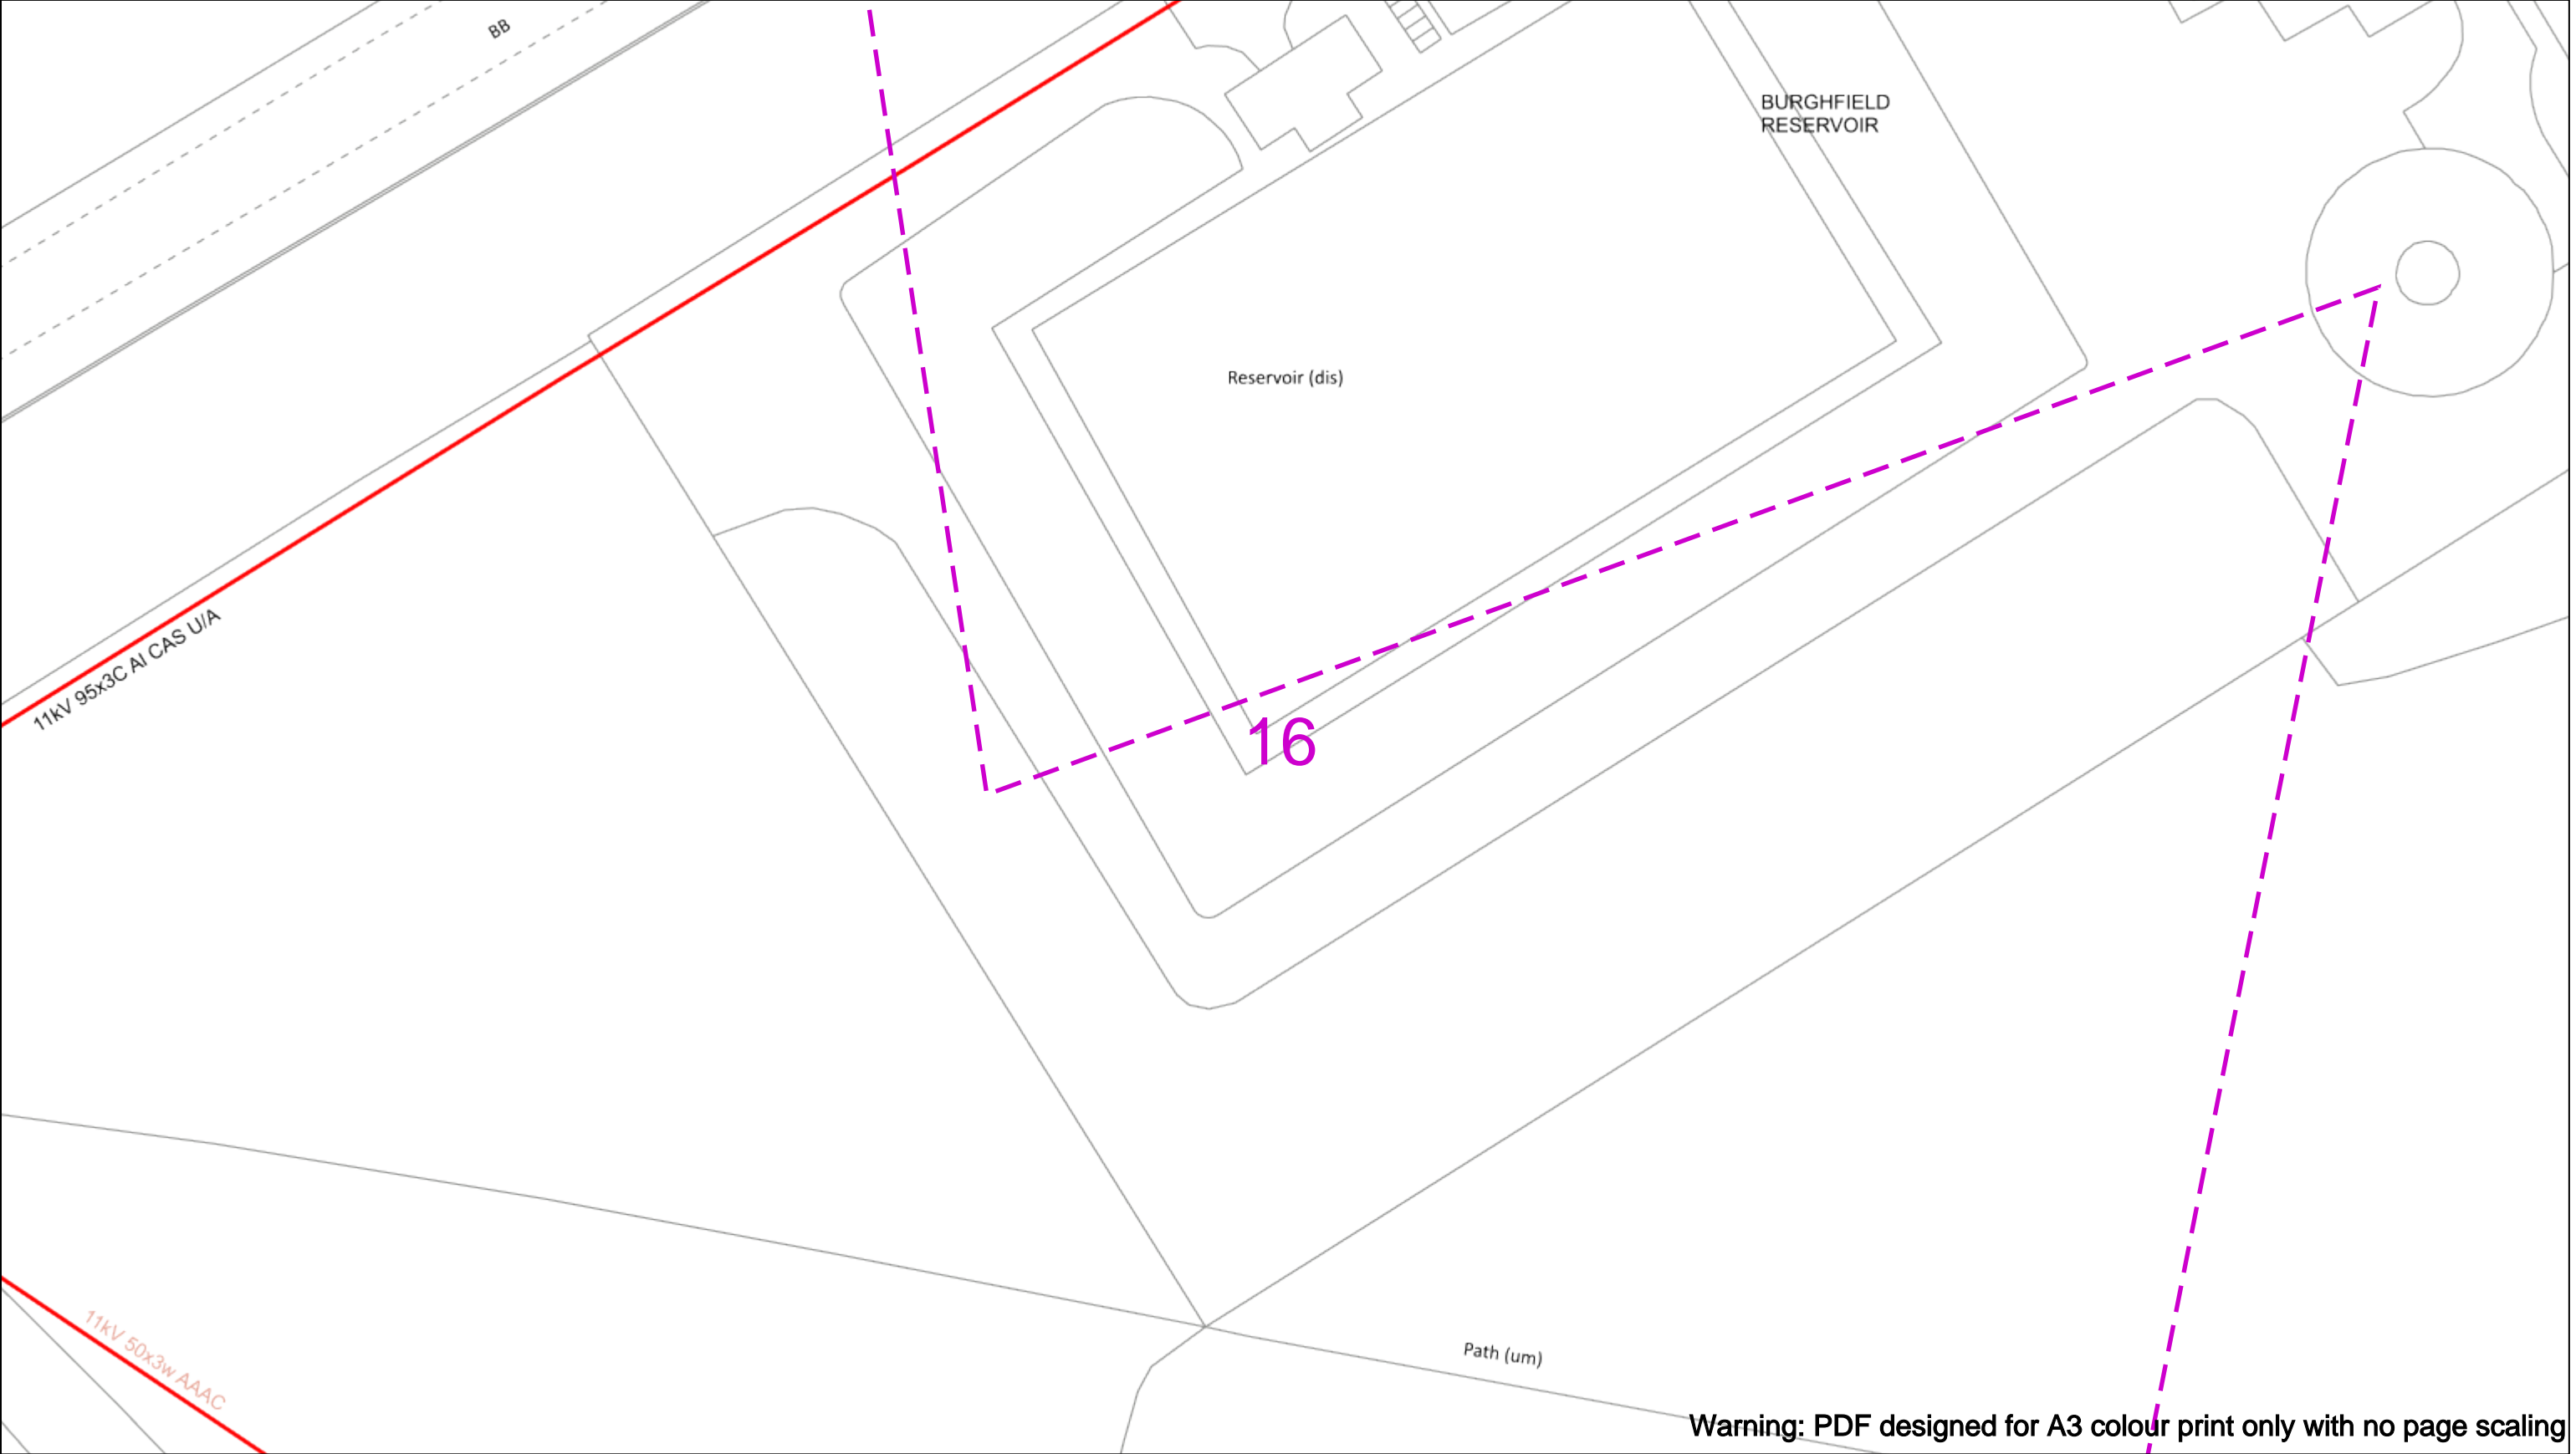 BB
BURGHFIELD
RESERVOIR
Reservoir (dis)
11kV 95x3C Al CAS U/A
16
11kV 50x3w AAAC
Path (um)
Warning: PDF designed for A3 colour print only with no page scaling